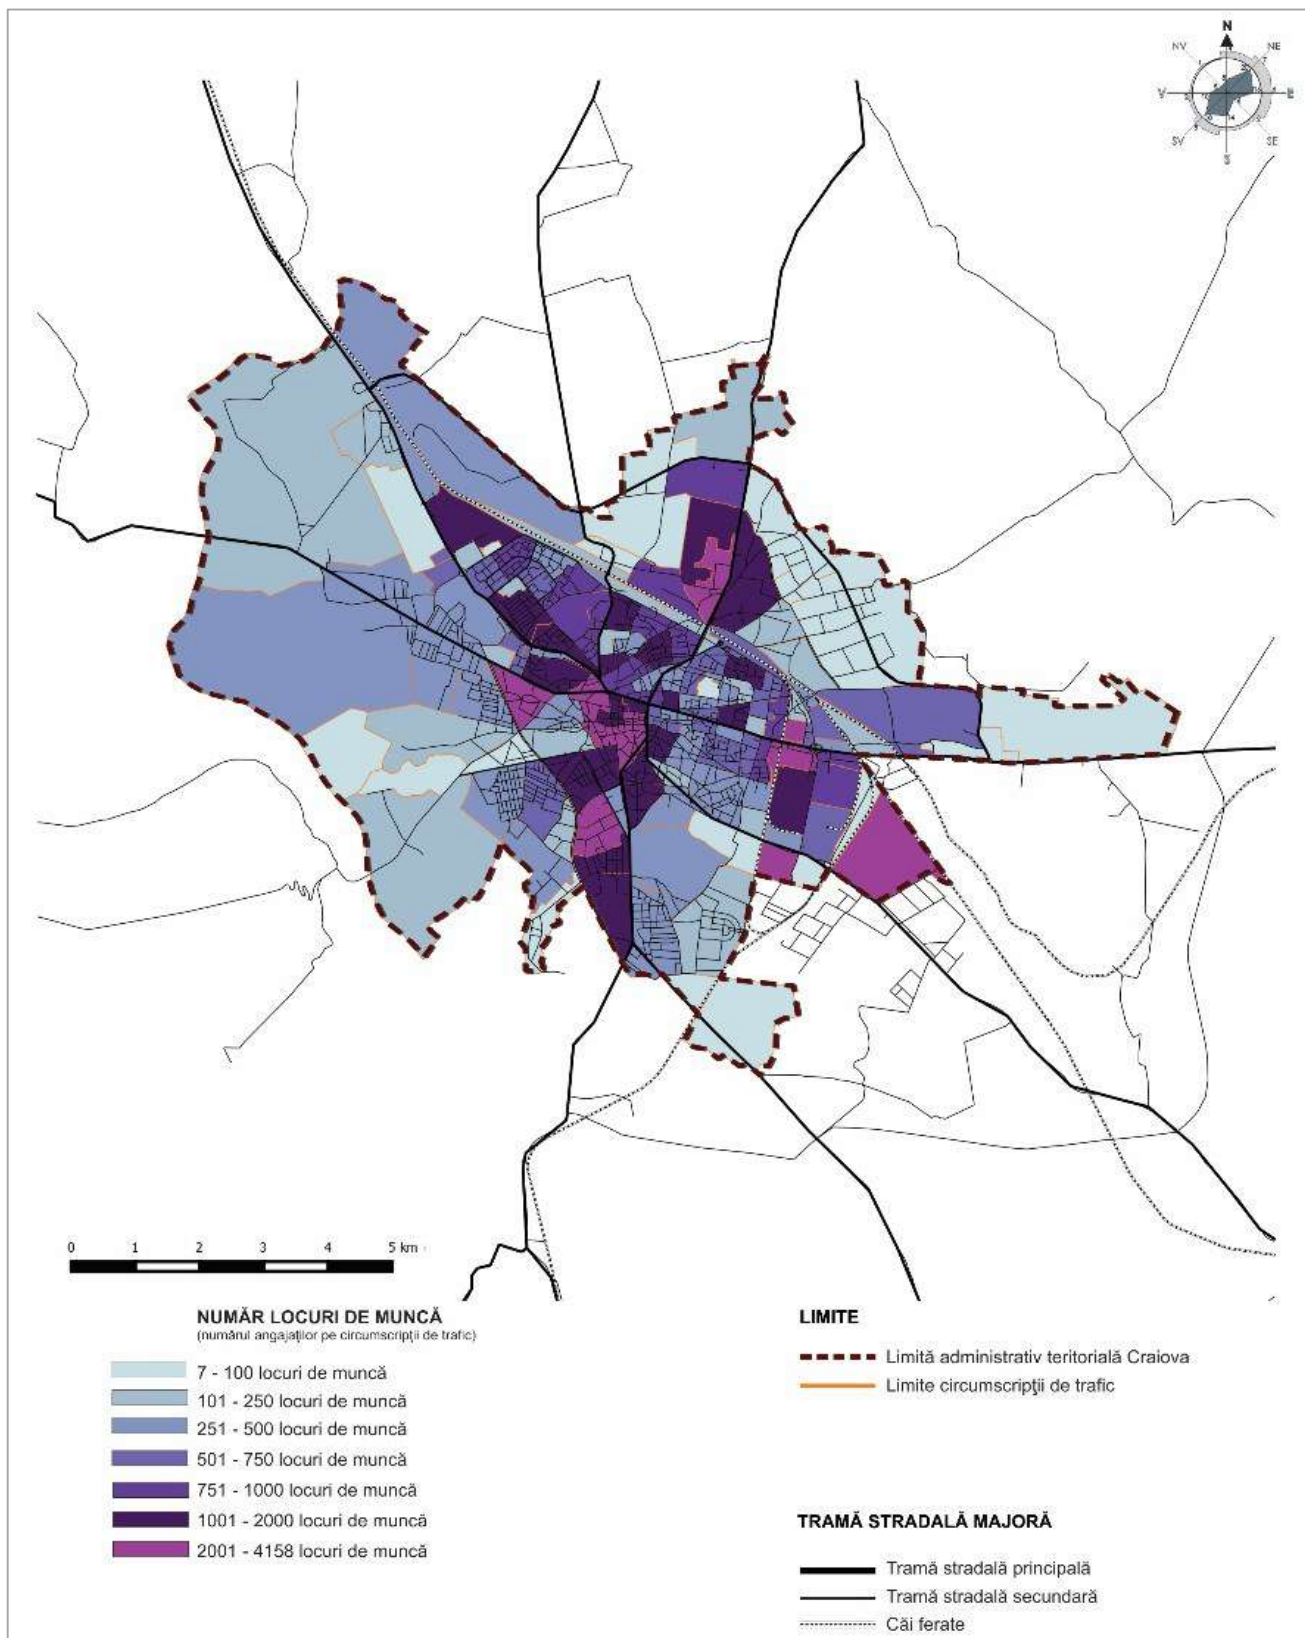 N
NV
NE
V
E
SV
SE
S
0 1 2 3 4 5 km
NUMĂR LOCURI DE MUNCĂ
(numărul angajaților pe circumscripții de trafic)
7 - 100 locuri de muncă
101 - 250 locuri de muncă
251 - 500 locuri de muncă
501 - 750 locuri de muncă
751 - 1000 locuri de muncă
1001 - 2000 locuri de muncă
2001 - 4158 locuri de muncă
LIMITE
Limită administrativ teritorială Craiova
Limite circumscripţii de trafic
TRAMĂ STRADALĂ MAJORĂ
Tramă stradală principală
Tramă stradală secundară
Căi ferate